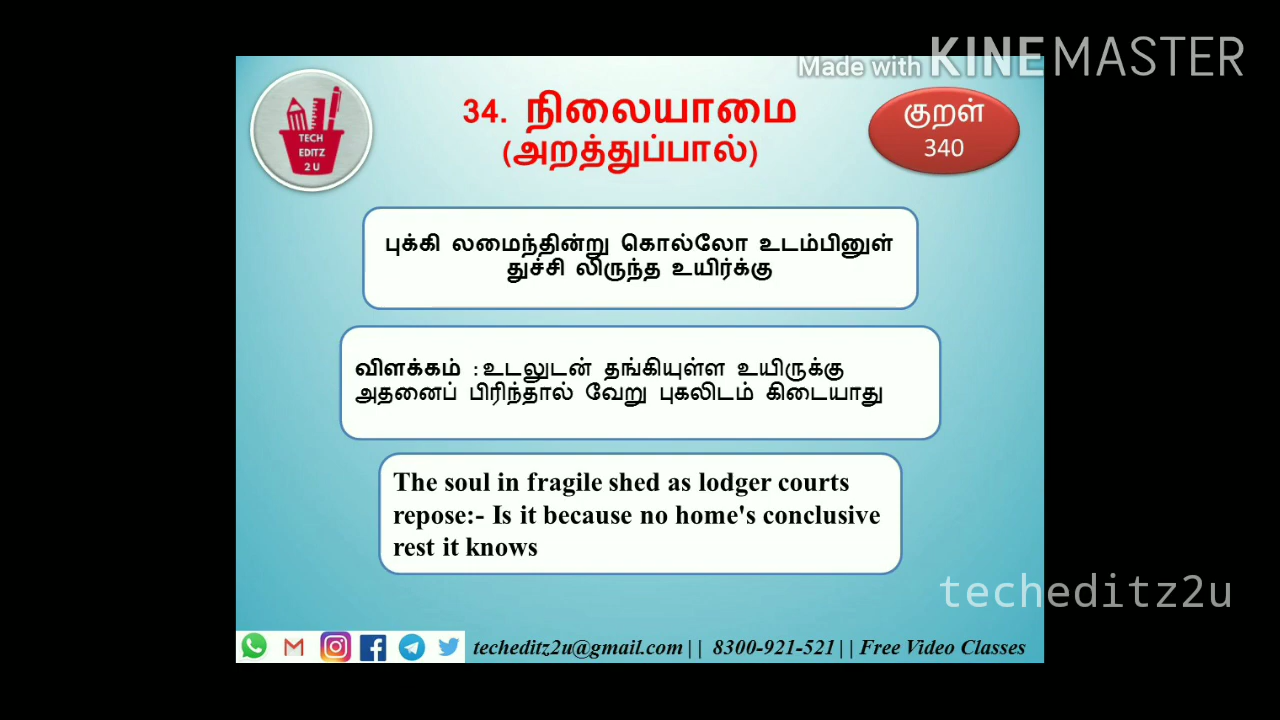 Made with KINEMASTER
TECH
EDITZ
2 U
34. நிலையாமை
(அறத்துப்பால்)
குறள்
340
புக்கி லமைந்தின்று கொல்லோ உடம்பினுள்
துச்சி லிருந்த உயிர்க்கு
விளக்கம் :உடலுடன் தங்கியுள்ள உயிருக்கு
அதனைப் பிரிந்தால் வேறு புகலிடம் கிடையாது
The soul in fragile shed as lodger courts
repose:- Is it because no home's conclusive
rest it knows
techeditz2u
techeditz2u@gmail.com || 8300-921-521 || Free Video Classes